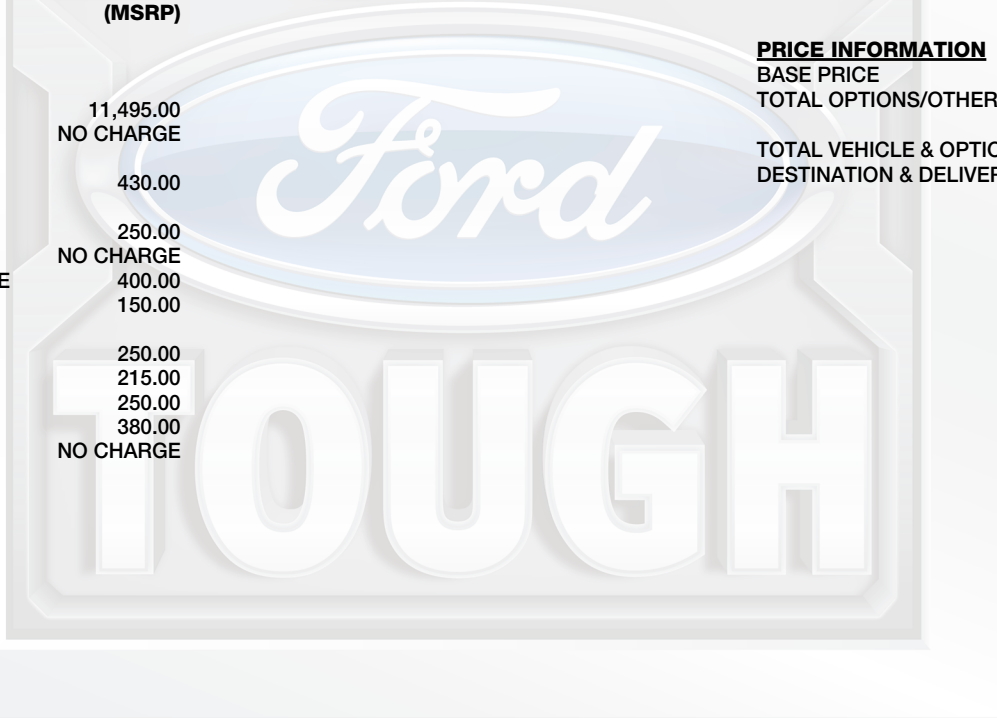 (MSRP)
11,495.00
NO CHARGE
430.00
250.00
NO CHARGE
E 400.00
150.00
250.00
215.00
250.00
380.00
NO CHARGE
PRICE INFORMATION
BASE PRICE
TOTAL OPTIONS/OTHER
TOTAL VEHICLE & OPTIO
DESTINATION & DELIVER
Ford
TOUGH